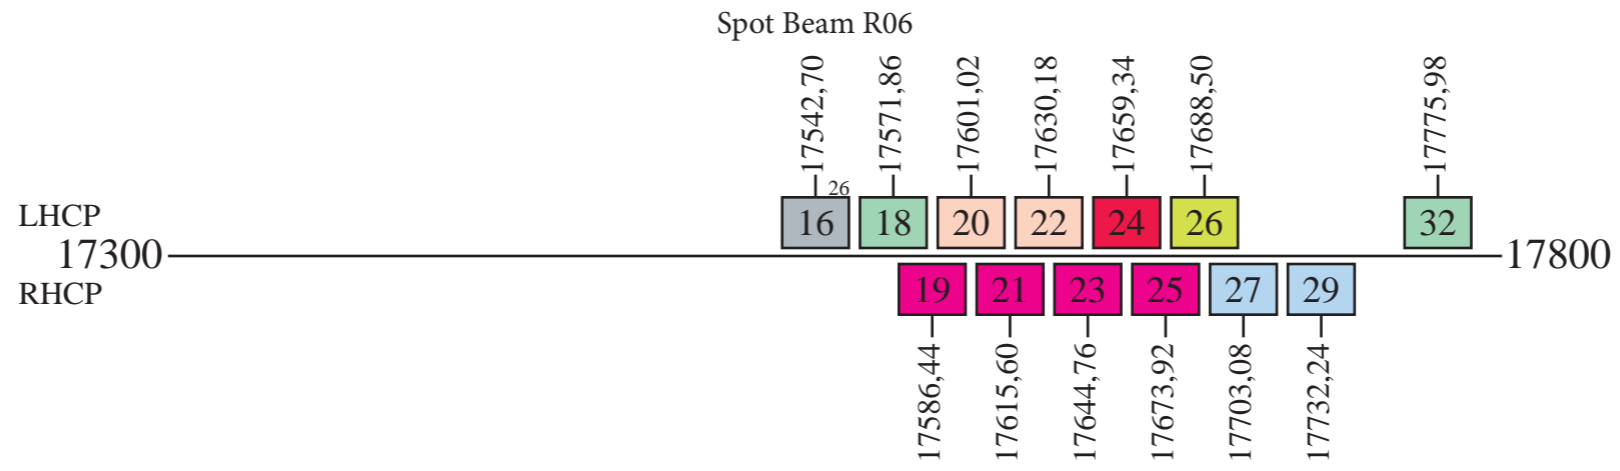 Spot Beam R06
17542,70 17571,86 17601,02 17630,18 17659,34 17688,50 17775,98
26
LHCP 16 18 20 22 24 26 32
17300 17800
RHCP 19 21 23 25 27 29
17586,44 17615,60 17644,76 17673,92 17703,08 17732,24